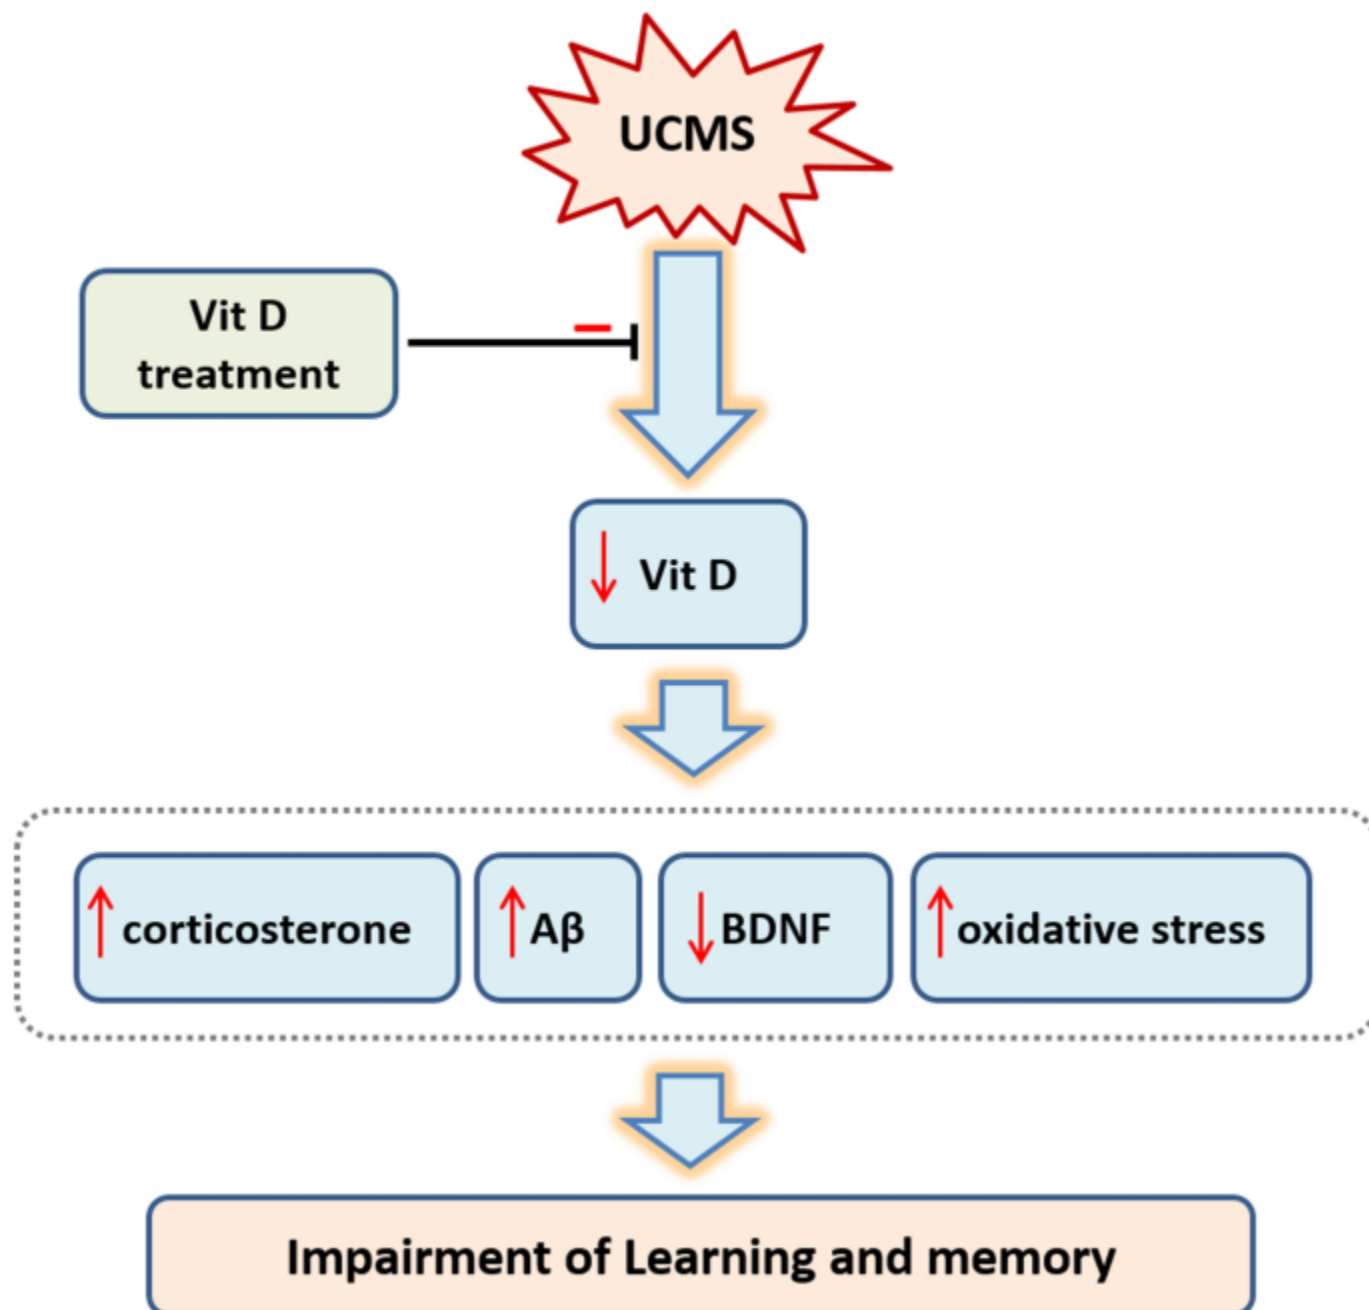 UCMS
Vit D
treatment
Vit D
corticosterone
Aβ
BDNF
oxidative stress
Impairment of Learning and memory